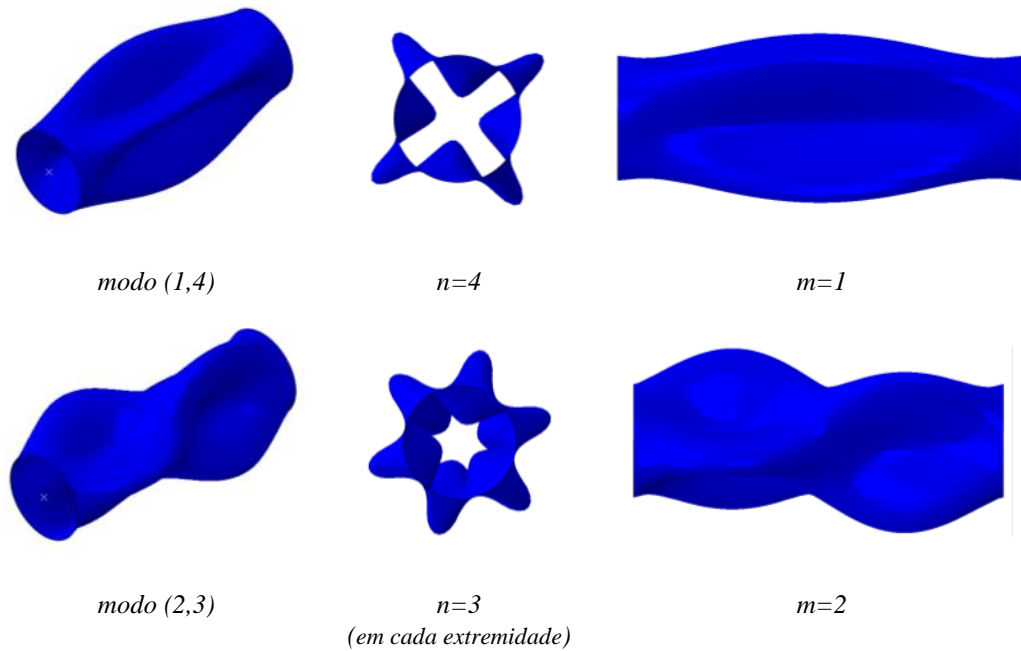 modo (1,4)
n=4
m=1
modo (2,3)
n=3
m=2
(em cada extremidade)